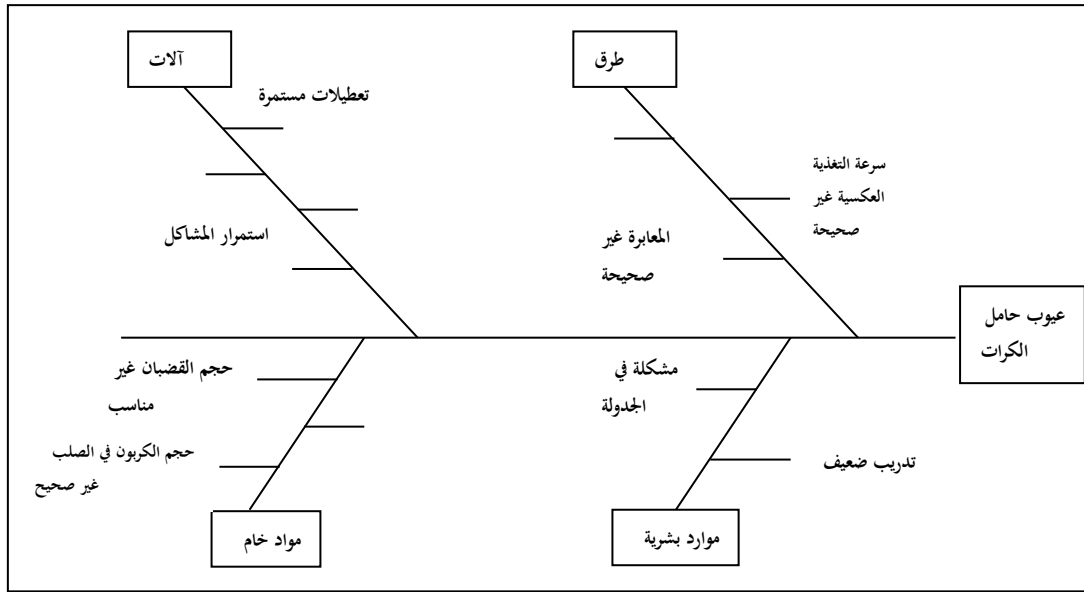 طرق
آلات
تعطيلات مستمرة
سرعة التغذية
العكسية غير
صحيحة
المعايرة غير
صحيحة
استمرار المشاكل
عيوب حامل
الكرات
مشكلة في
الجدولة
حجم القضبان غير
مناسب
تدريب ضعيف
حجم الكربون في الصلب
غير صحيح
موارد بشرية
مواد خام